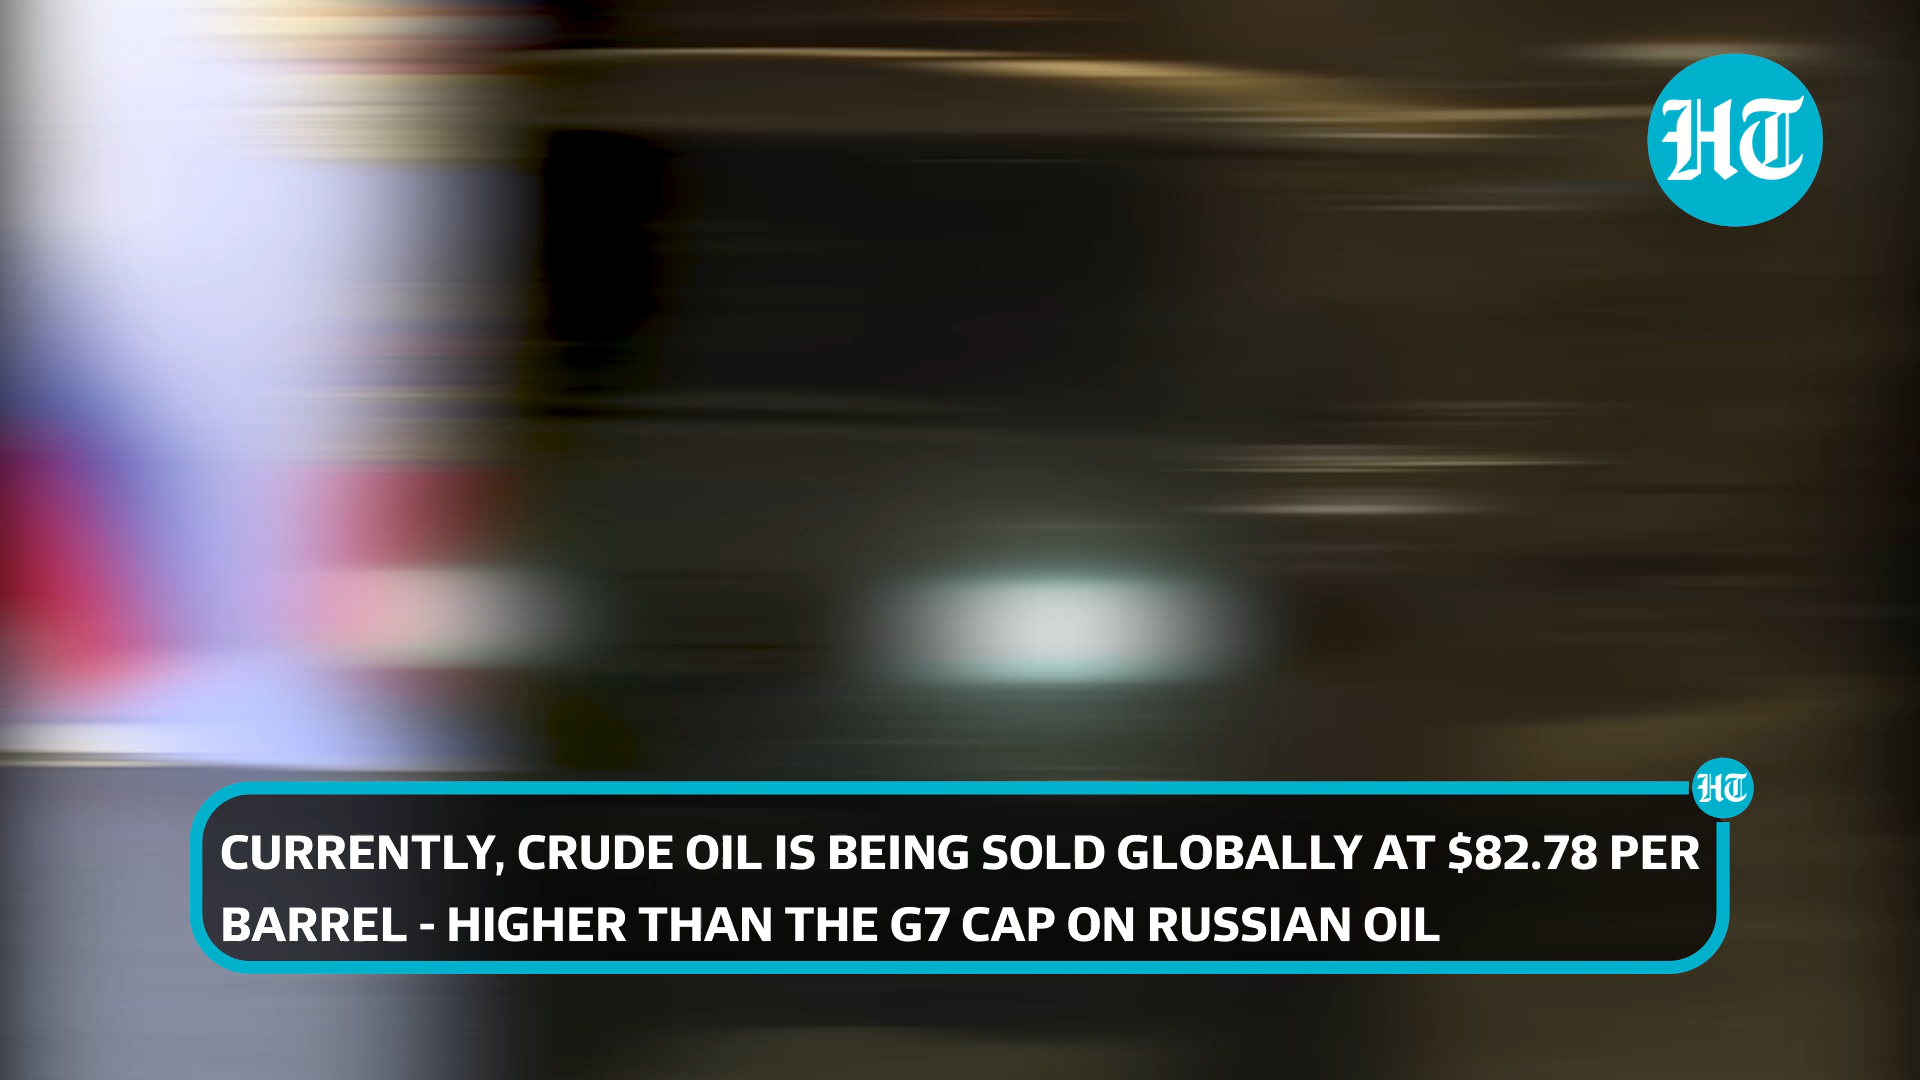 HT
HT
CURRENTLY, CRUDE OIL IS BEING SOLD GLOBALLY AT $82.78 PER
BARREL - HIGHER THAN THE G7 CAP ON RUSSIAN OIL